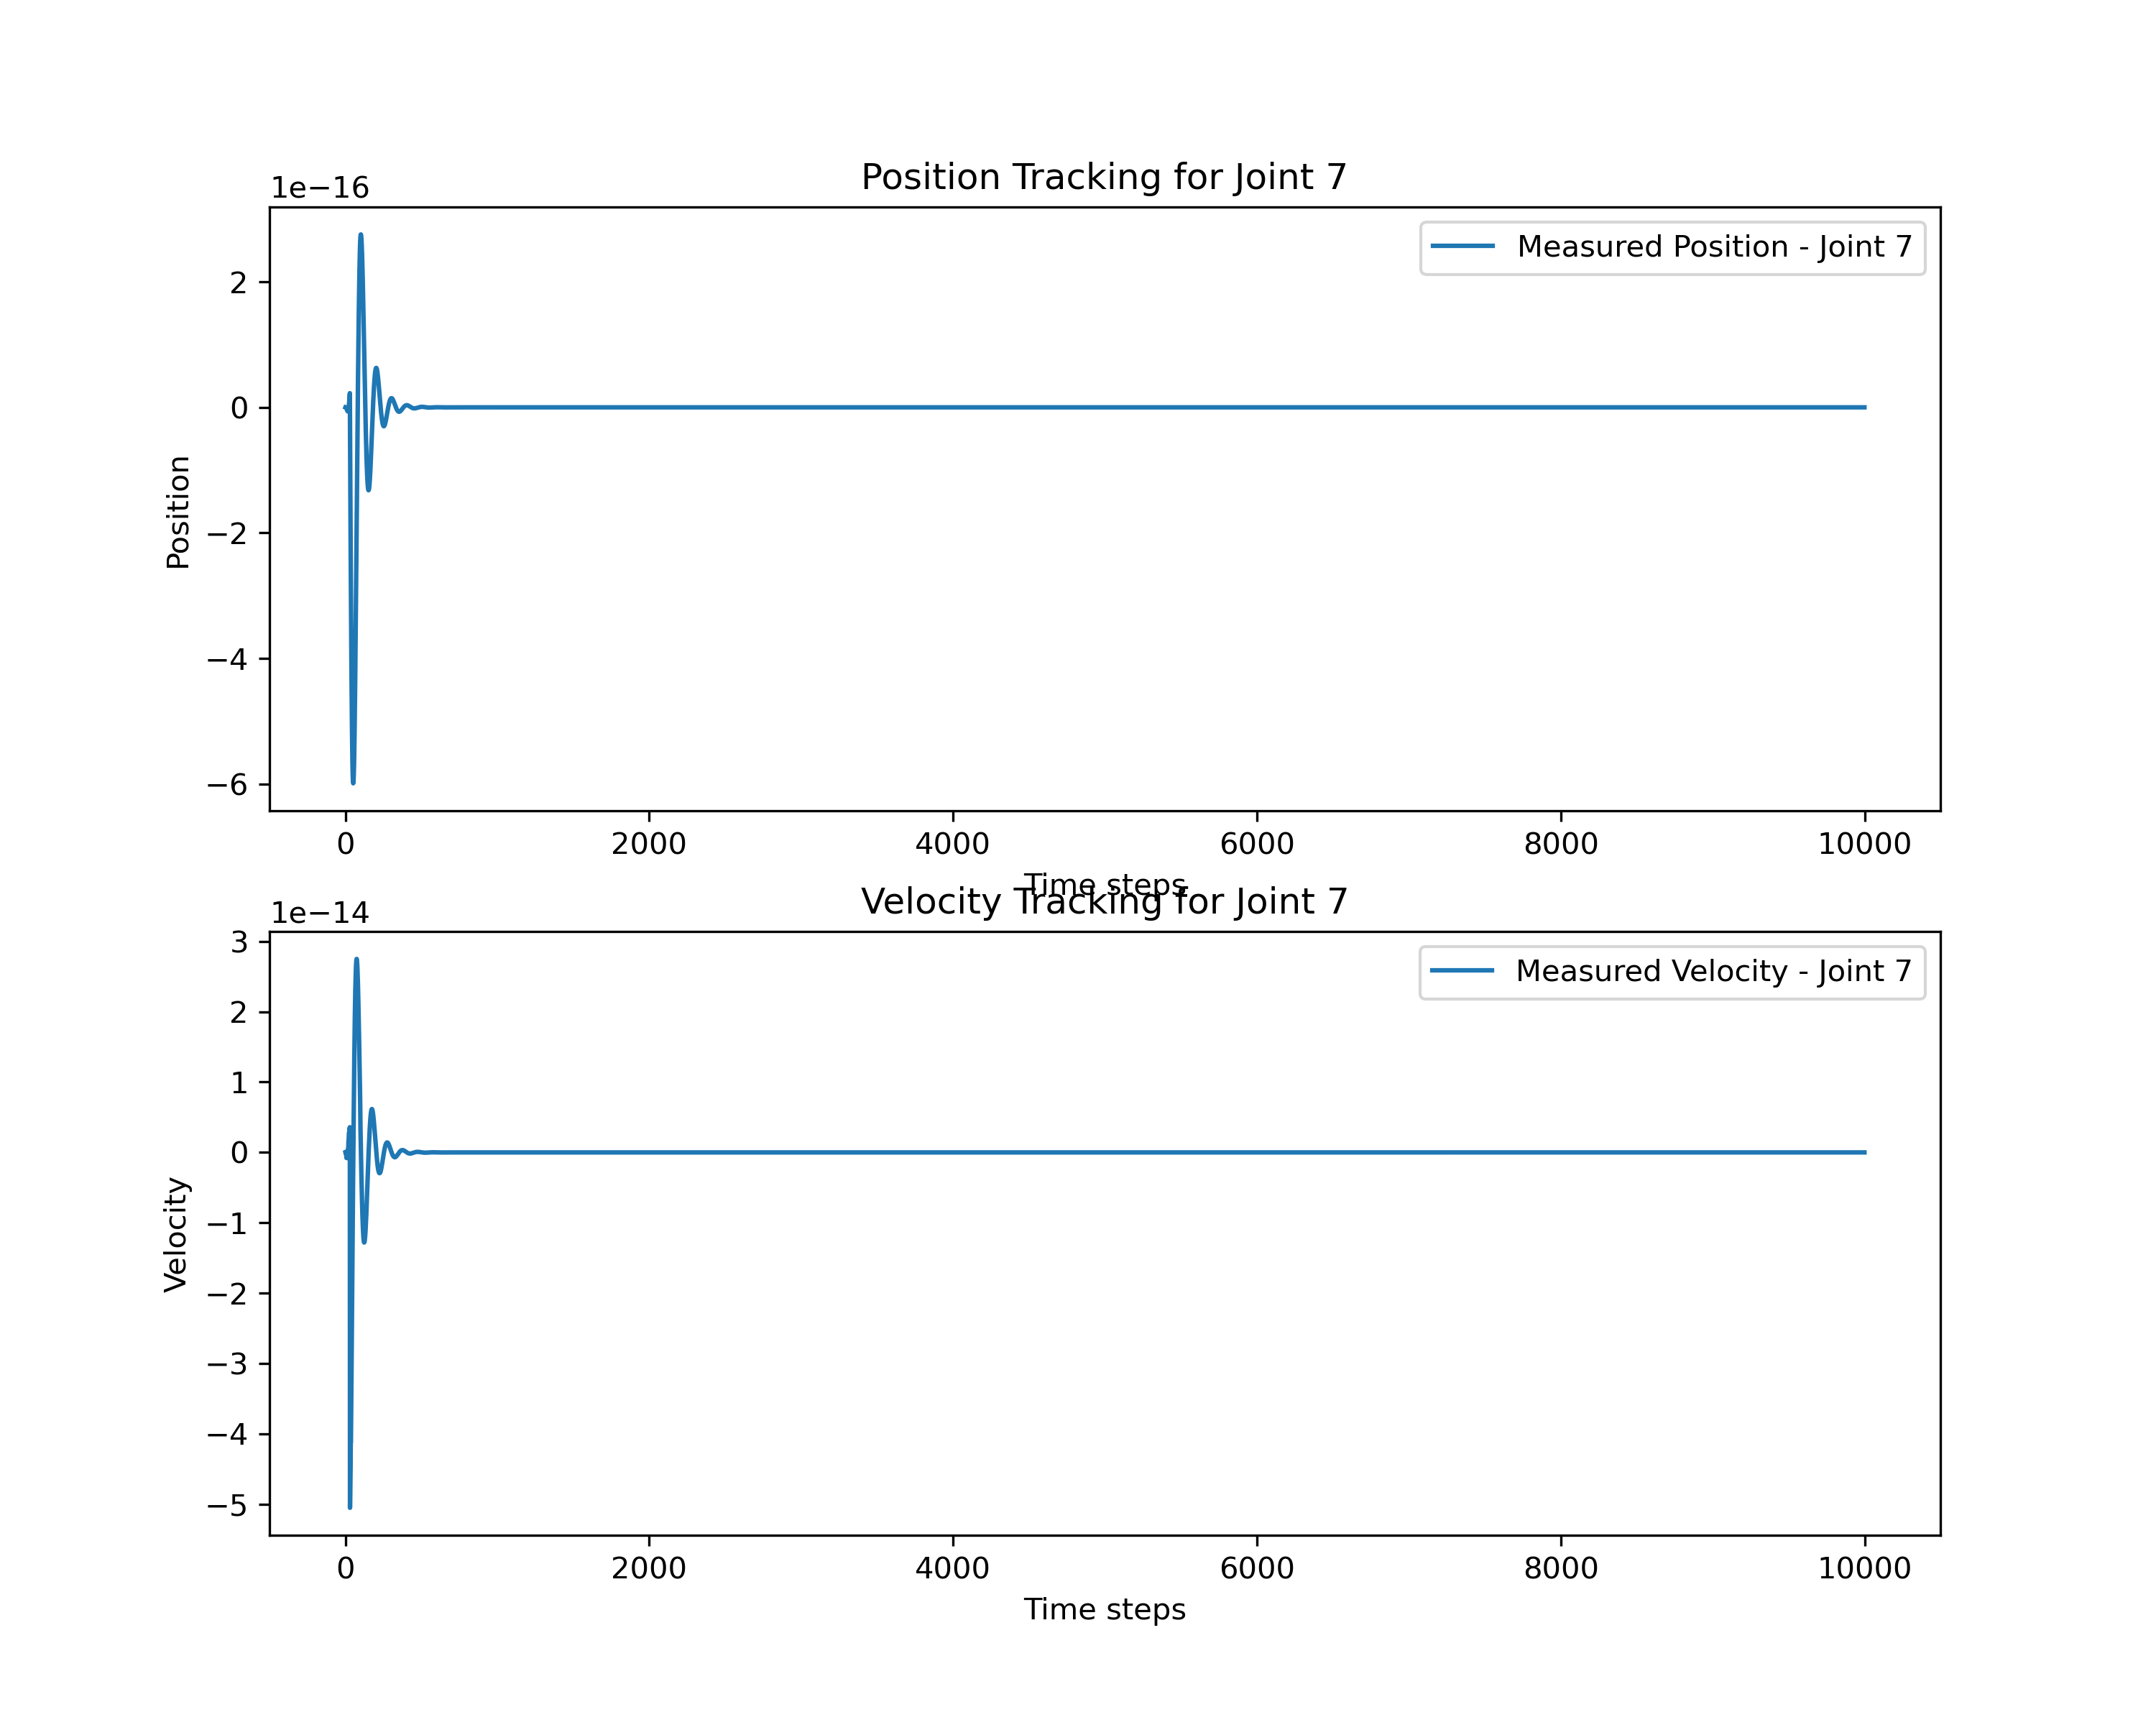 Position Tracking for Joint 7
1e−16
Measured Position - Joint 7
2
0
−2
−4
−6
Position
0 2000 4000 6000 8000 10000
Time steps
Velocity Tracking for Joint 7
1e−14
Measured Velocity - Joint 7
3
2
1
0
−1
−2
−3
−4
−5
Velocity
0 2000 4000 6000 8000 10000
Time steps